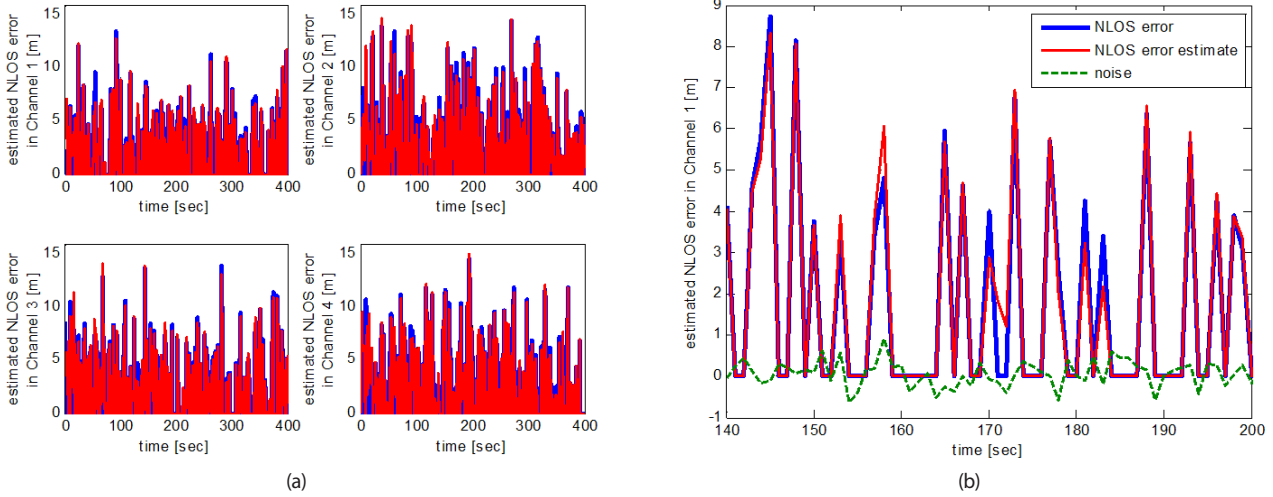 estimated NLOS error
in Channel 1 [m]
15
10
5
0
0 100 200 300 400
time [sec]
estimated NLOS error
in Channel 2 [m]
15
10
5
0
0 100 200 300 400
time [sec]
estimated NLOS error
in Channel 3 [m]
15
10
5
0
0 100 200 300 400
time [sec]
estimated NLOS error
in Channel 4 [m]
15
10
5
0
0 100 200 300 400
time [sec]
(a)
estimated NLOS error in Channel 1 [m]
9
8
7
6
5
4
3
2
1
0
-1
140 150 160 170 180 190 200
time [sec]
NLOS error
NLOS error estimate
noise
(b)